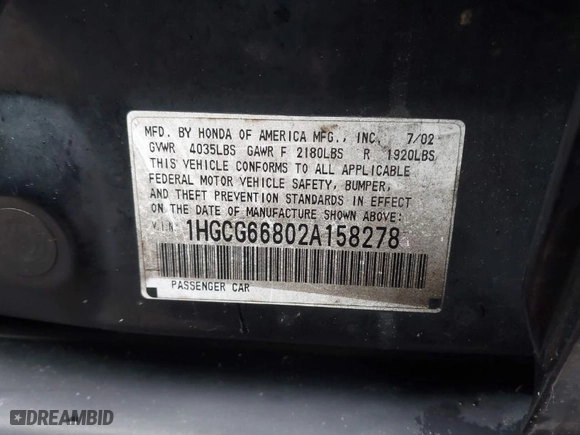 MFD. BY HONDA OF AMERICA MFG., INC. 7/02
GVWR 4035LBS GAWR F 2180LBS R 1920LBS
THIS VEHICLE CONFORMS TO ALL APPLICABLE
FEDERAL MOTOR VEHICLE SAFETY, BUMPER,
AND THEFT PREVENTION STANDARDS IN EFFECT
ON THE DATE OF MANUFACTURE SHOWN ABOVE.
V.I.N. 1HGCG66802A158278
PASSENGER CAR
DREAMBID